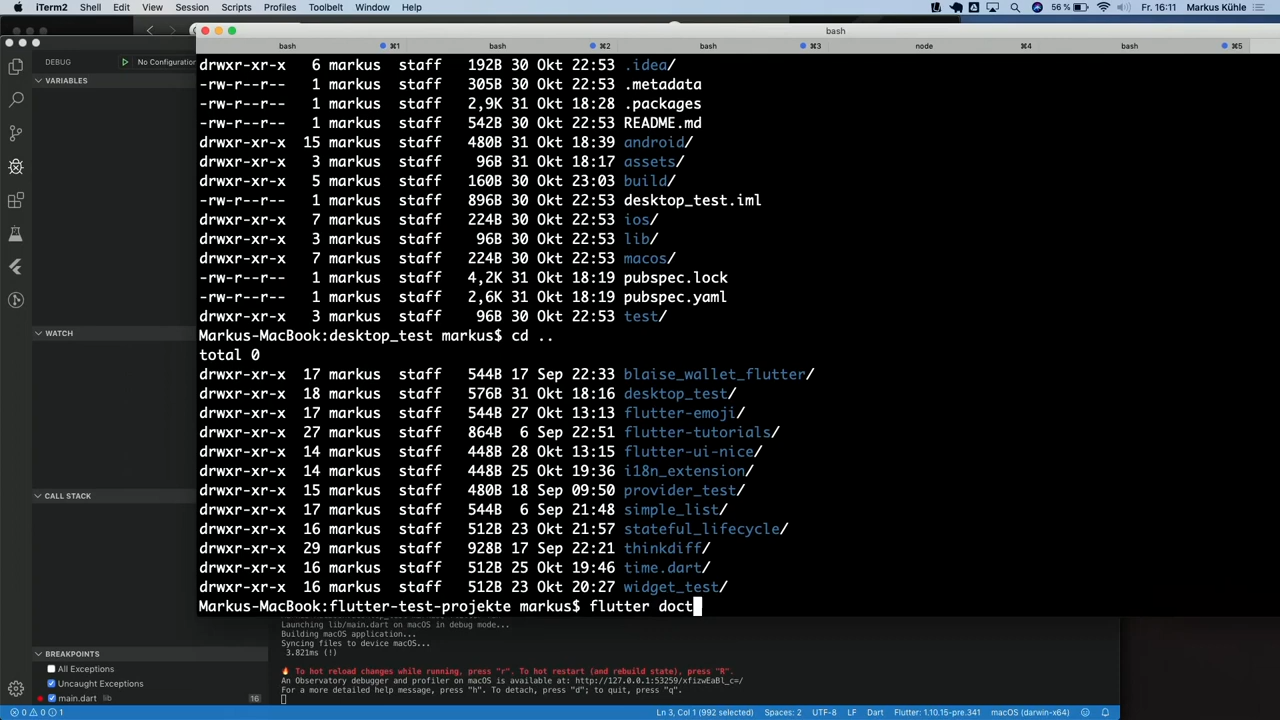 iTerm2 Shell Edit View Session Scripts Profiles Toolbelt Window Help 56 % Fr. 16:11 Markus Kühle
bash
bash ⌘1 bash ⌘2 bash ⌘3 node ⌘4 bash ⌘5
DEBUG No Configuration
VARIABLES
WATCH
CALL STACK
BREAKPOINTS
All Exceptions
Uncaught Exceptions
main.dart lib 16
drwxr-xr-x 6 markus staff 192B 30 Okt 22:53 .idea/
-rw-r--r-- 1 markus staff 305B 30 Okt 22:53 .metadata
-rw-r--r-- 1 markus staff 2,9K 31 Okt 18:28 .packages
-rw-r--r-- 1 markus staff 542B 30 Okt 22:53 README.md
drwxr-xr-x 15 markus staff 480B 31 Okt 18:39 android/
drwxr-xr-x 3 markus staff 96B 31 Okt 18:17 assets/
drwxr-xr-x 5 markus staff 160B 30 Okt 23:03 build/
-rw-r--r-- 1 markus staff 896B 30 Okt 22:53 desktop_test.iml
drwxr-xr-x 7 markus staff 224B 30 Okt 22:53 ios/
drwxr-xr-x 3 markus staff 96B 30 Okt 22:53 lib/
drwxr-xr-x 7 markus staff 224B 30 Okt 22:53 macos/
-rw-r--r-- 1 markus staff 4,2K 31 Okt 18:19 pubspec.lock
-rw-r--r-- 1 markus staff 2,6K 31 Okt 18:19 pubspec.yaml
drwxr-xr-x 3 markus staff 96B 30 Okt 22:53 test/
Markus-MacBook:desktop_test markus$ cd ..
total 0
drwxr-xr-x 17 markus staff 544B 17 Sep 22:33 blaise_wallet_flutter/
drwxr-xr-x 18 markus staff 576B 31 Okt 18:16 desktop_test/
drwxr-xr-x 17 markus staff 544B 27 Okt 13:13 flutter-emoji/
drwxr-xr-x 27 markus staff 864B 6 Sep 22:51 flutter-tutorials/
drwxr-xr-x 14 markus staff 448B 28 Okt 13:15 flutter-ui-nice/
drwxr-xr-x 14 markus staff 448B 25 Okt 19:36 i18n_extension/
drwxr-xr-x 15 markus staff 480B 18 Sep 09:50 provider_test/
drwxr-xr-x 17 markus staff 544B 6 Sep 21:48 simple_list/
drwxr-xr-x 16 markus staff 512B 23 Okt 21:57 stateful_lifecycle/
drwxr-xr-x 29 markus staff 928B 17 Sep 22:21 thinkdiff/
drwxr-xr-x 16 markus staff 512B 25 Okt 19:46 time.dart/
drwxr-xr-x 16 markus staff 512B 23 Okt 20:27 widget_test/
Markus-MacBook:flutter-test-projekte markus$ flutter doct
Launching lib/main.dart on macOS in debug mode...
Building macOS application...
Syncing files to device macOS...
3.821ms (!)
🔥 To hot reload changes while running, press "r". To hot restart (and rebuild state), press "R".
An Observatory debugger and profiler on macOS is available at: http://127.0.0.1:53259/xfizwEaBl_c=/
For a more detailed help message, press "h". To detach, press "d"; to quit, press "q".
0 0 1 Ln 3, Col 1 (992 selected) Spaces: 2 UTF-8 LF Dart Flutter: 1.10.15-pre.341 macOS (darwin-x64)